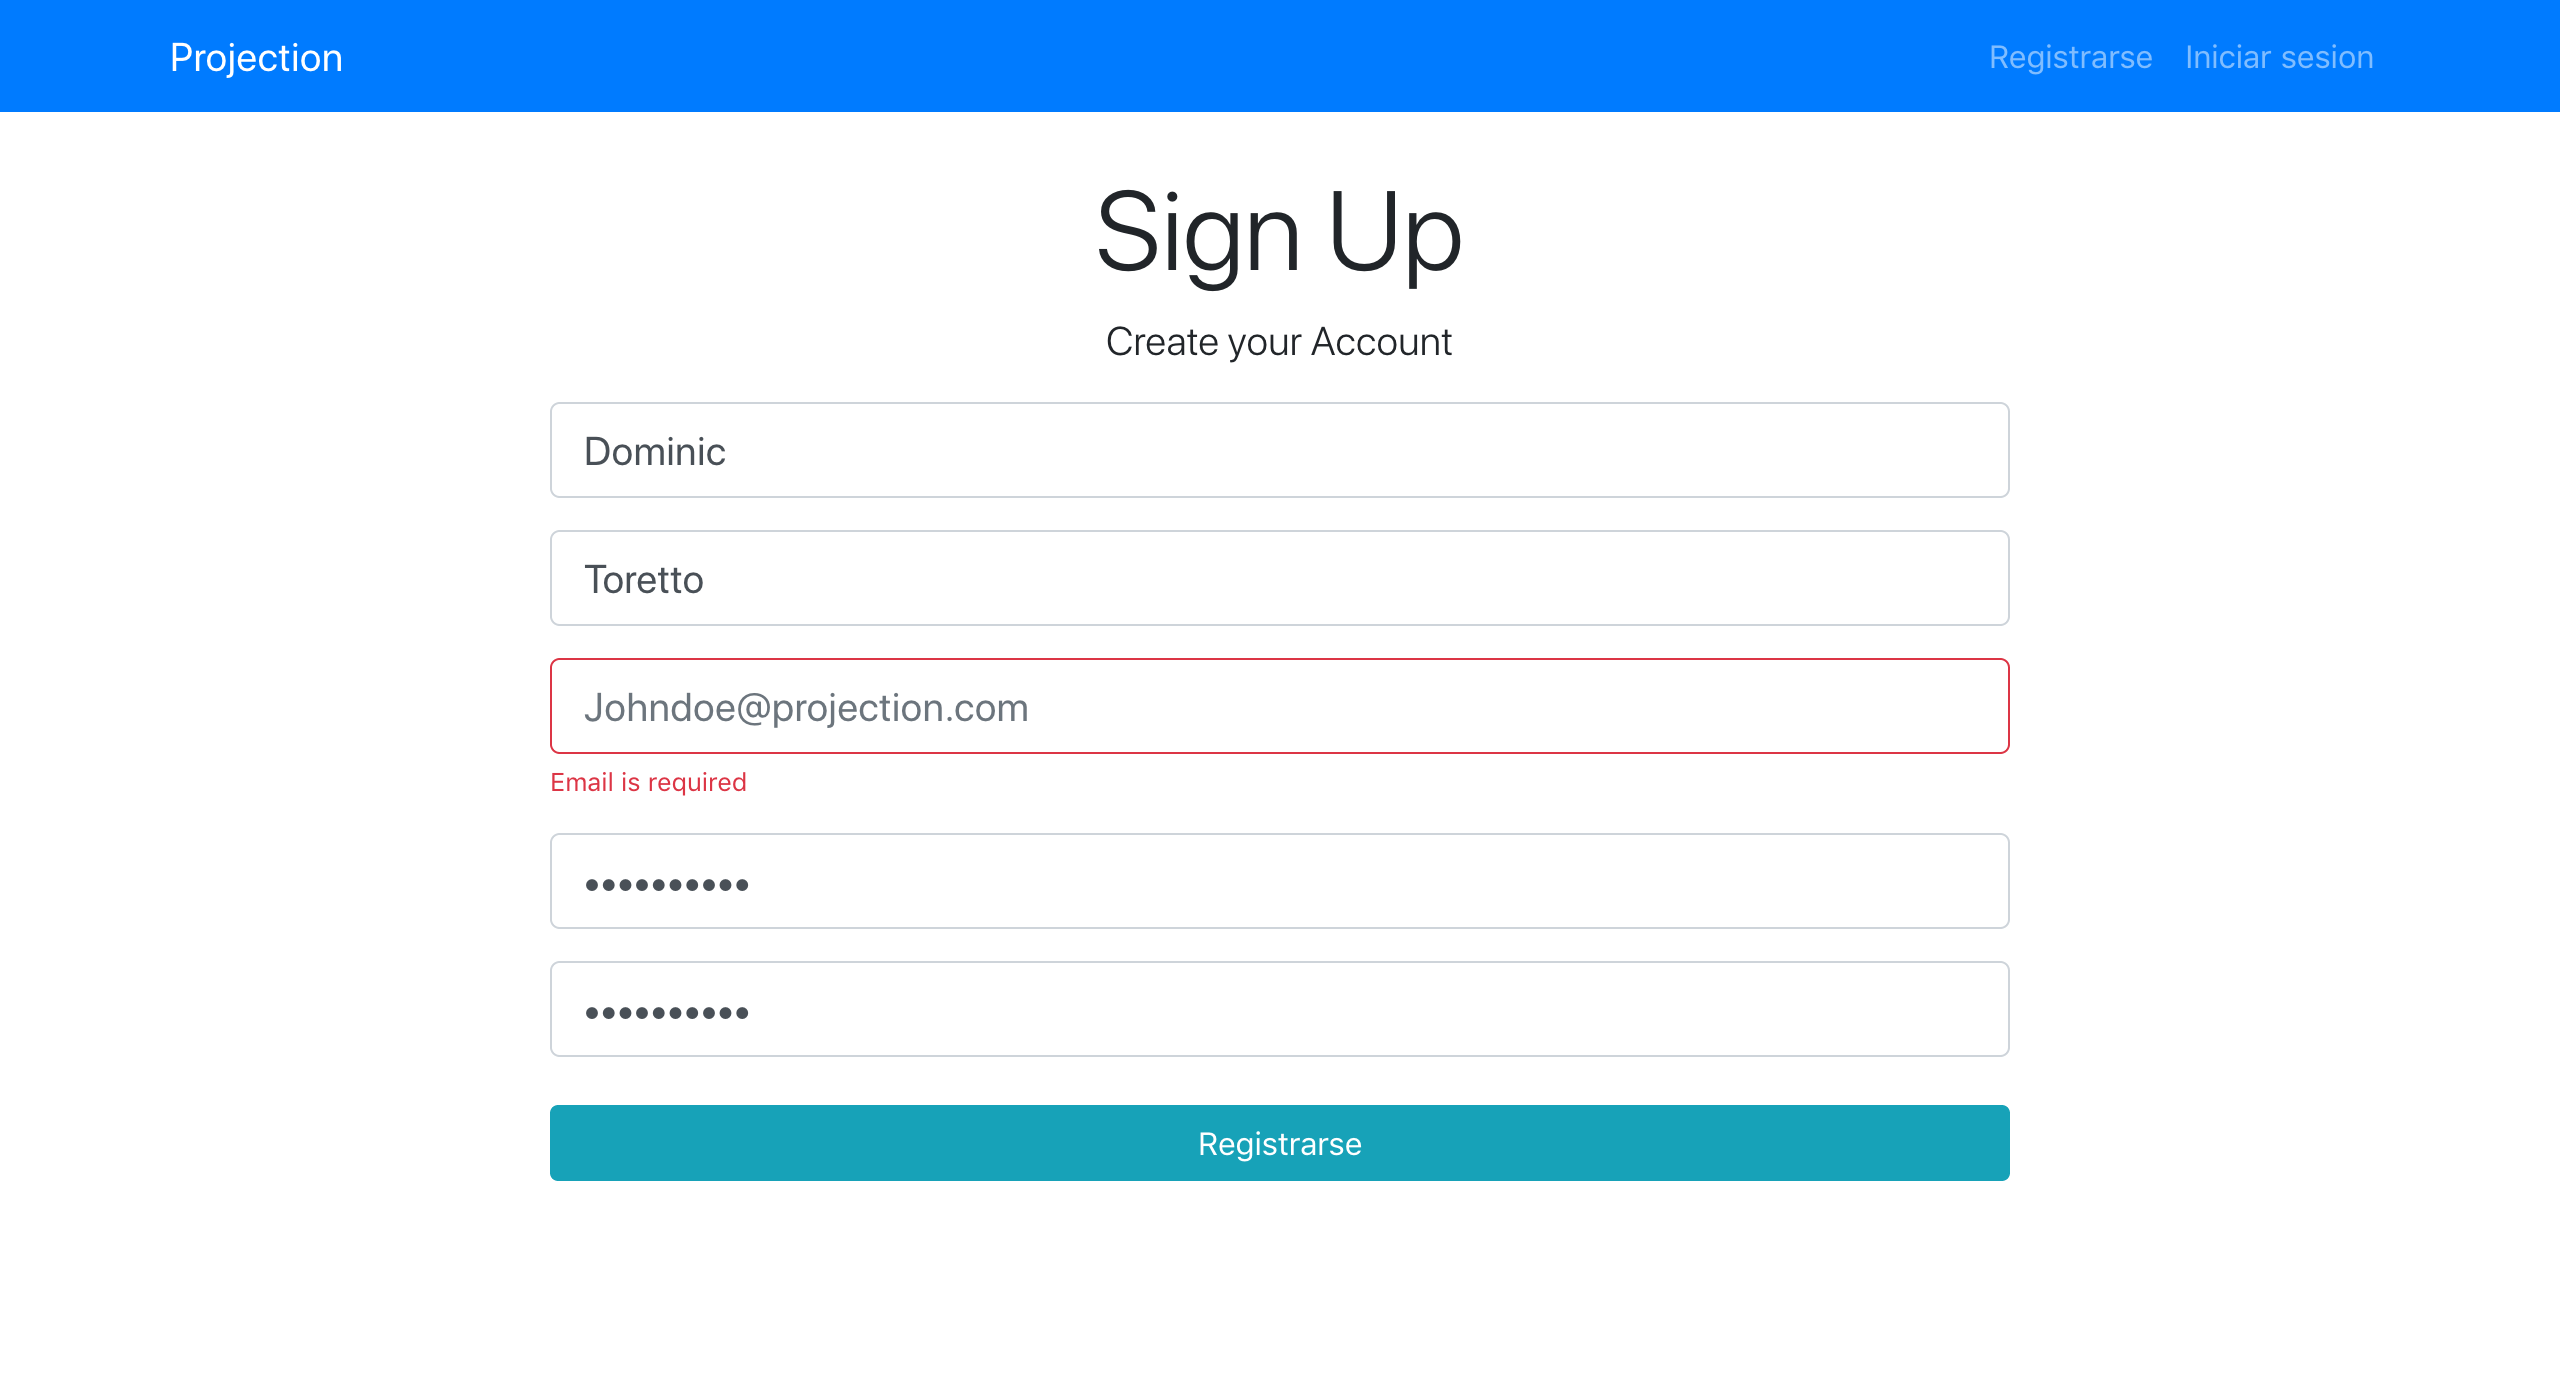 Projection Registrarse Iniciar sesion
Sign Up
Create your Account
Dominic
Toretto
Johndoe@projection.com
Email is required
••••••••••
••••••••••
Registrarse